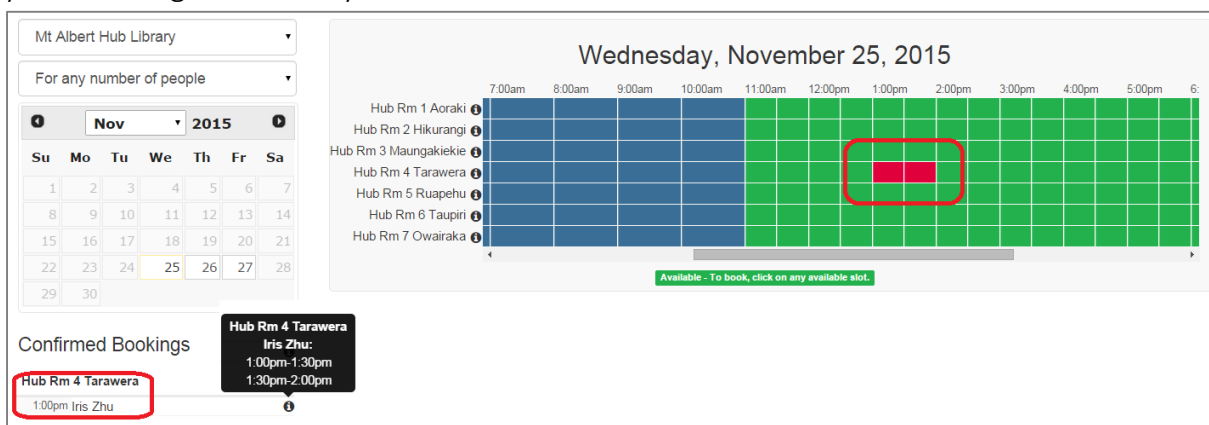 Mt Albert Hub Library
For any number of people
Nov 2015
Su Mo Tu We Th Fr Sa
1 2 3 4 5 6 7
8 9 10 11 12 13 14
15 16 17 18 19 20 21
22 23 24 25 26 27 28
29 30
Confirmed Bookings
Hub Rm 4 Tarawera
1:00pm Iris Zhu
Hub Rm 4 Tarawera
Iris Zhu:
1:00pm-1:30pm
1:30pm-2:00pm
Wednesday, November 25, 2015
7:00am 8:00am 9:00am 10:00am 11:00am 12:00pm 1:00pm 2:00pm 3:00pm 4:00pm 5:00pm 6:
Hub Rm 1 Aoraki
Hub Rm 2 Hikurangi
Hub Rm 3 Maungakiekie
Hub Rm 4 Tarawera
Hub Rm 5 Ruapehu
Hub Rm 6 Taupiri
Hub Rm 7 Owairaka
Available - To book, click on any available slot.